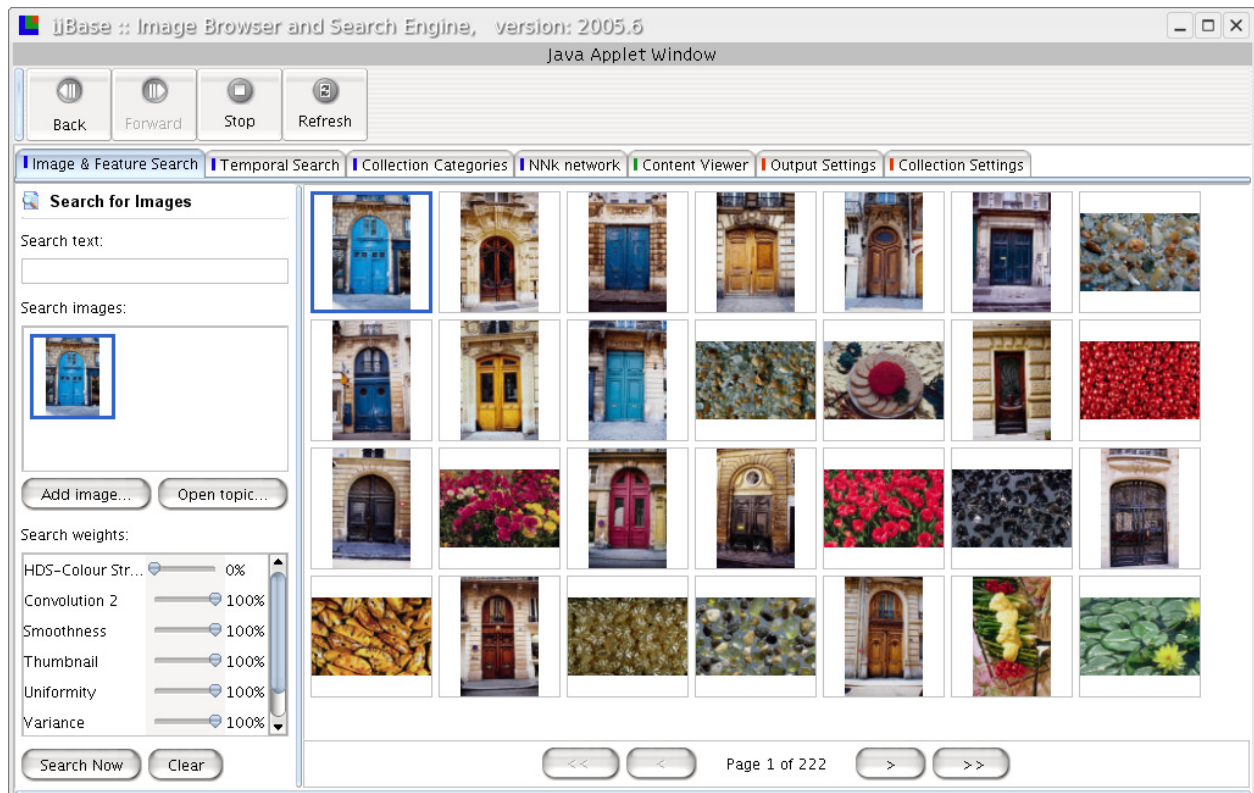 üBase :: Image Browser and Search Engine,   version: 2005.6
Java Applet Window
Back Forward Stop Refresh
Image & Feature Search Temporal Search Collection Categories NNk network Content Viewer Output Settings Collection Settings
Search for Images
Search text:
Search images:
Add image... Open topic...
Search weights:
HDS-Colour Str... 0%
Convolution 2 100%
Smoothness 100%
Thumbnail 100%
Uniformity 100%
Variance 100%
Search Now Clear
<< < Page 1 of 222 > >>